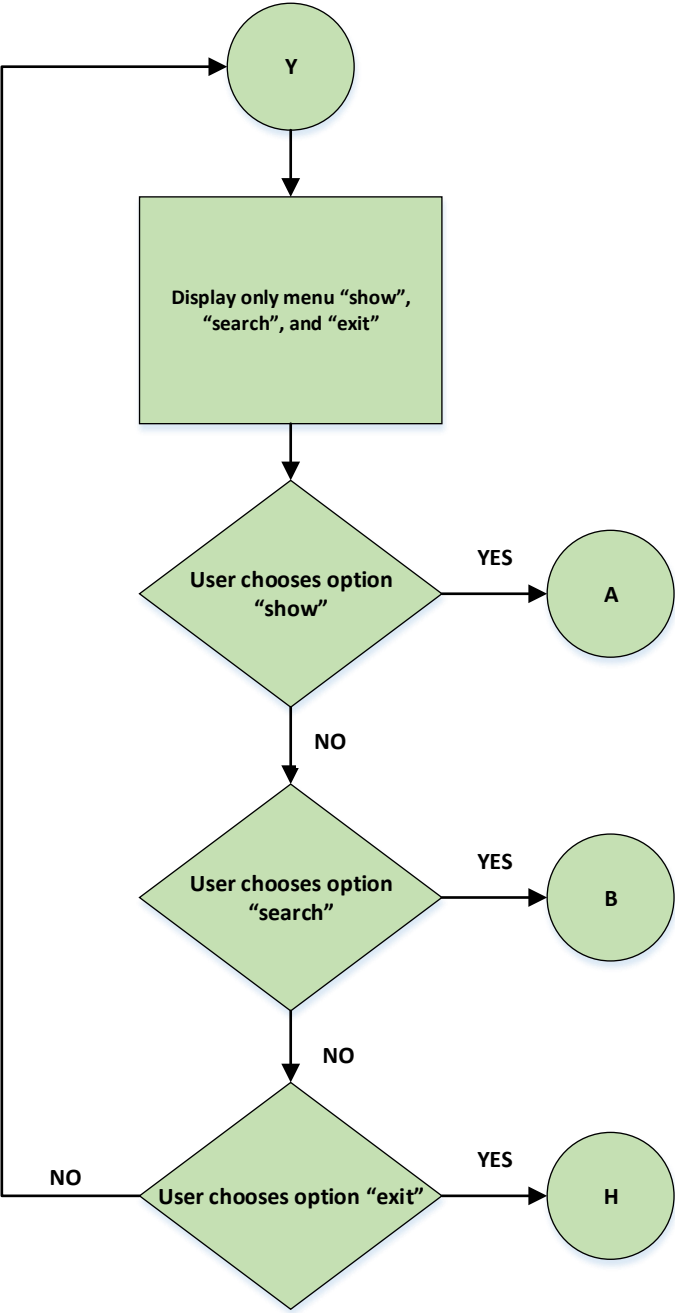 Y
Display only menu “show”,
“search”, and “exit”
User chooses option
“show”
YES
A
NO
User chooses option
“search”
YES
B
NO
User chooses option “exit”
YES
H
NO